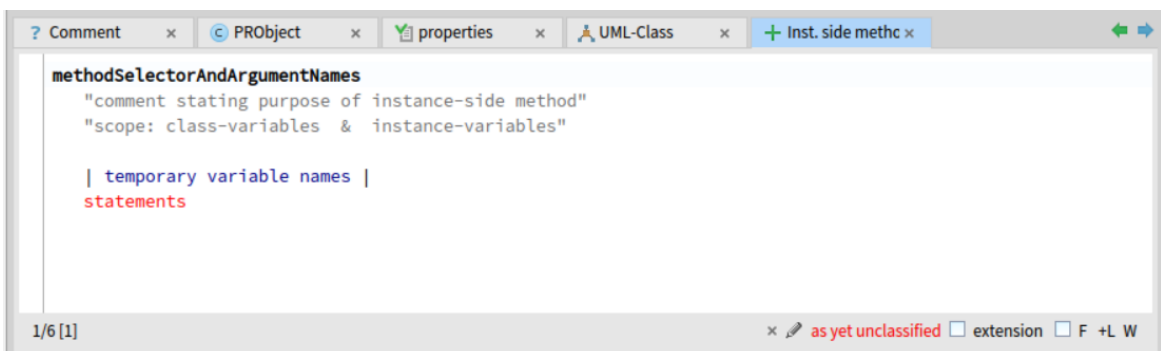 ? Comment × C PRObject × properties × UML-Class × + Inst. side methc ×
methodSelectorAndArgumentNames
"comment stating purpose of instance-side method"
"scope: class-variables & instance-variables"
| temporary variable names |
statements
1/6 [1] × as yet unclassified extension F +L W